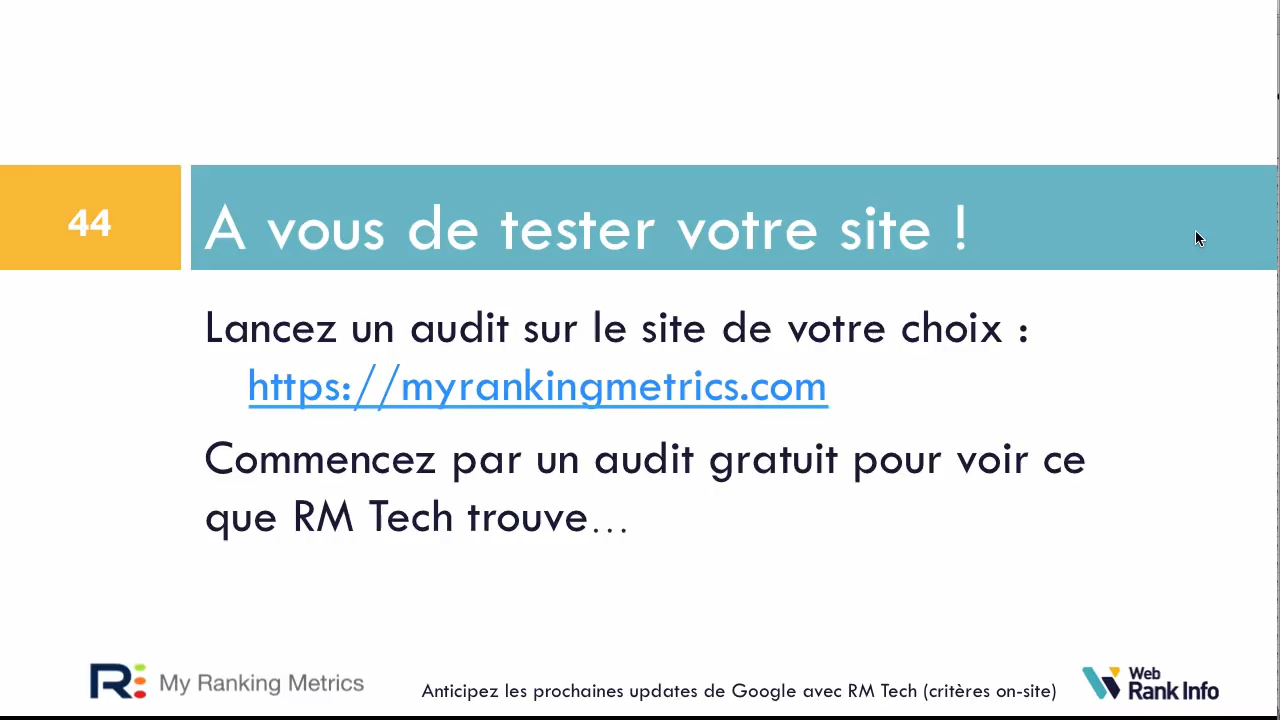 44
A vous de tester votre site !
Lancez un audit sur le site de votre choix :
https://myrankingmetrics.com
Commencez par un audit gratuit pour voir ce
que RM Tech trouve...
R
My Ranking Metrics
Anticipez les prochaines updates de Google avec RM Tech (critères on-site)
Web
Rank Info